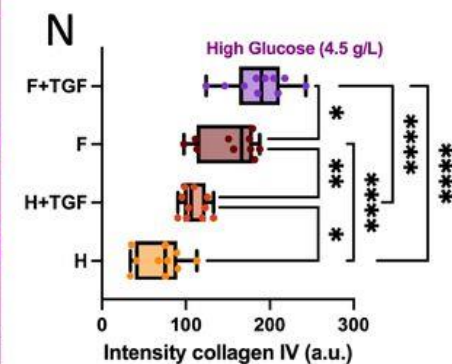 N
High Glucose (4.5 g/L)
F+TGF
F
H+TGF
H
*
**
*
****
****
****
0 100 200 300
Intensity collagen IV (a.u.)